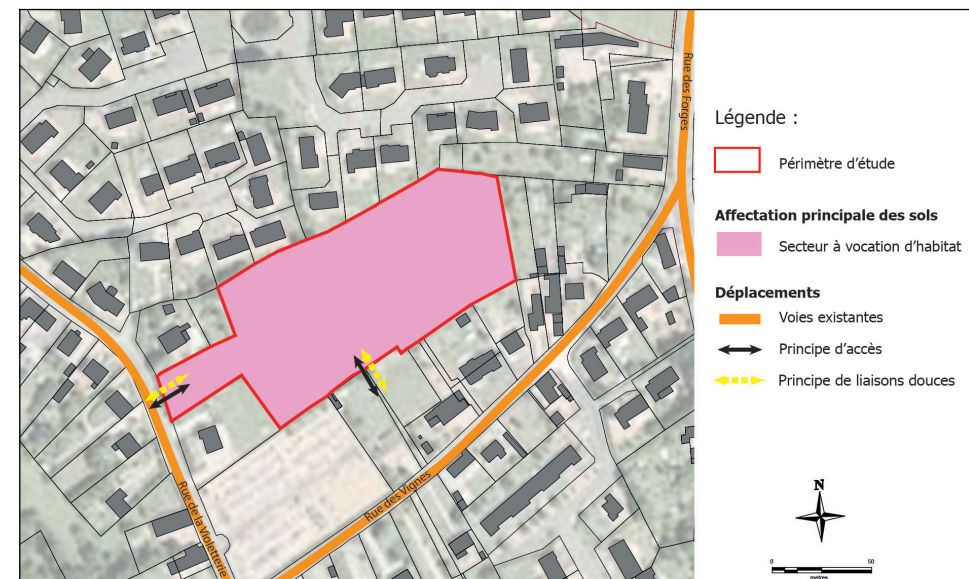 Rue des Forges
Rue des Vignes
Rue de la Violetterie
Légende :
Périmètre d'étude
Affectation principale des sols
Secteur à vocation d'habitat
Déplacements
Voies existantes
Principe d'accès
Principe de liaisons douces
N
0 50
metres